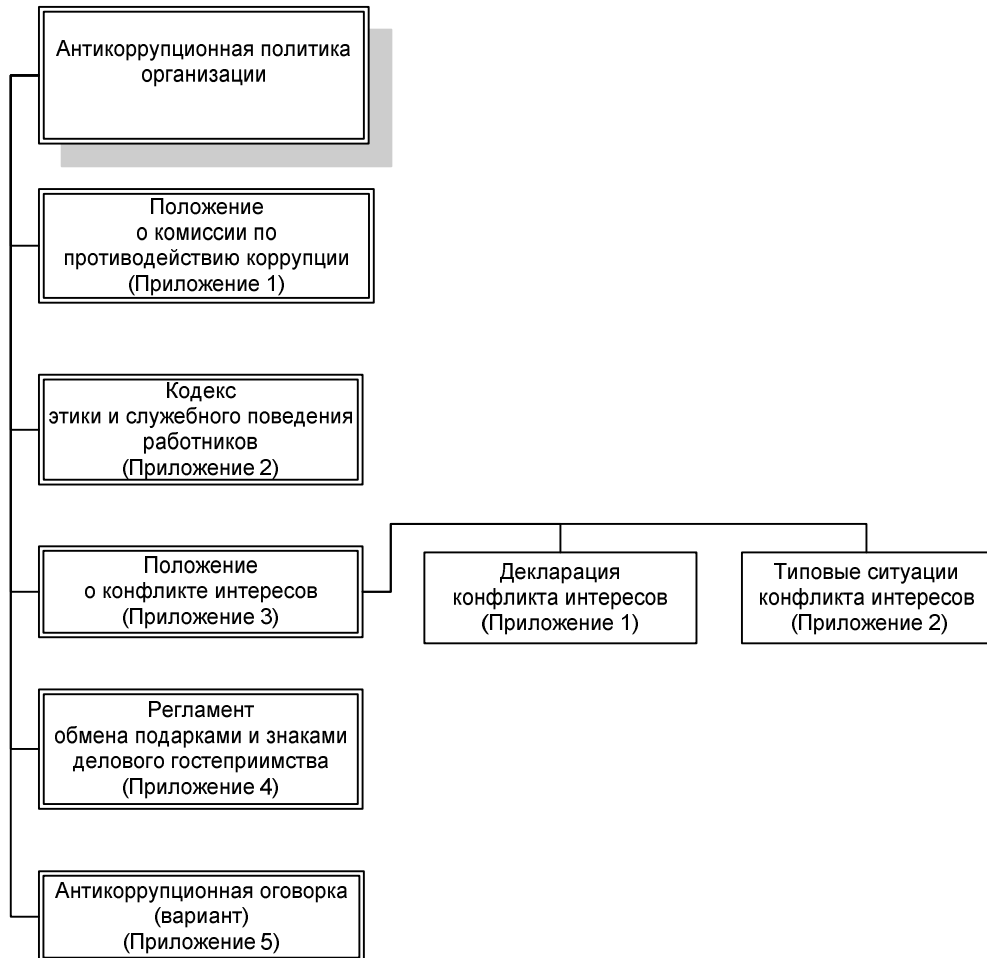 Антикоррупционная политика
организации
Положение
о комиссии по
противодействию коррупции
(Приложение 1)
Кодекс
этики и служебного поведения
работников
(Приложение 2)
Положение
о конфликте интересов
(Приложение 3)
Декларация
конфликта интересов
(Приложение 1)
Типовые ситуации
конфликта интересов
(Приложение 2)
Регламент
обмена подарками и знаками
делового гостеприимства
(Приложение 4)
Антикоррупционная оговорка
(вариант)
(Приложение 5)